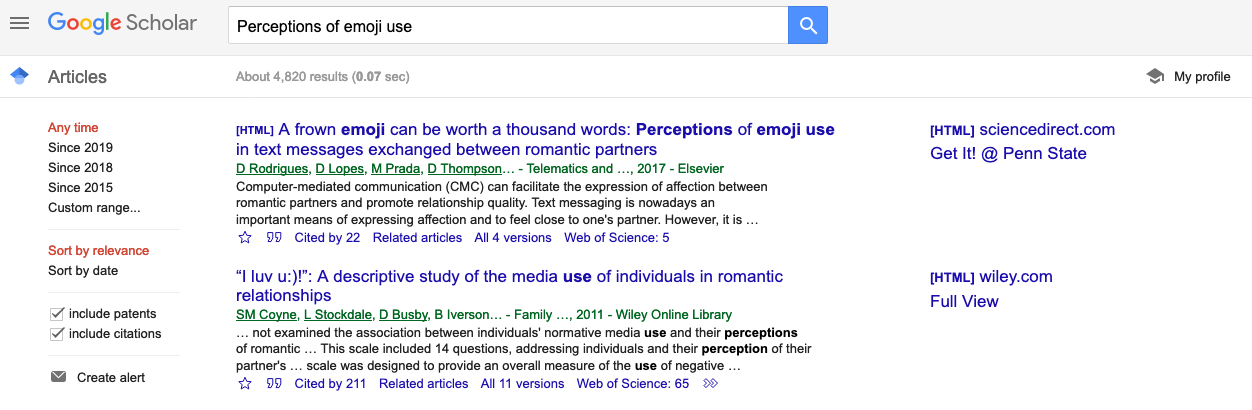 Google Scholar
Perceptions of emoji use
Articles
About 4,820 results (0.07 sec)
My profile
Any time
Since 2019
Since 2018
Since 2015
Custom range...
Sort by relevance
Sort by date
include patents
include citations
Create alert
[HTML] A frown emoji can be worth a thousand words: Perceptions of emoji use
in text messages exchanged between romantic partners
D Rodrigues, D Lopes, M Prada, D Thompson… - Telematics and …, 2017 - Elsevier
Computer-mediated communication (CMC) can facilitate the expression of affection between
romantic partners and promote relationship quality. Text messaging is nowadays an
important means of expressing affection and to feel close to one's partner. However, it is …
Cited by 22 Related articles All 4 versions Web of Science: 5
[HTML] sciencedirect.com
Get It! @ Penn State
“I luv u:)!”: A descriptive study of the media use of individuals in romantic
relationships
SM Coyne, L Stockdale, D Busby, B Iverson… - Family …, 2011 - Wiley Online Library
… not examined the association between individuals' normative media use and their perceptions
of romantic … This scale included 14 questions, addressing individuals and their perception of their
partner's … scale was designed to provide an overall measure of the use of negative …
Cited by 211 Related articles All 11 versions Web of Science: 65
[HTML] wiley.com
Full View